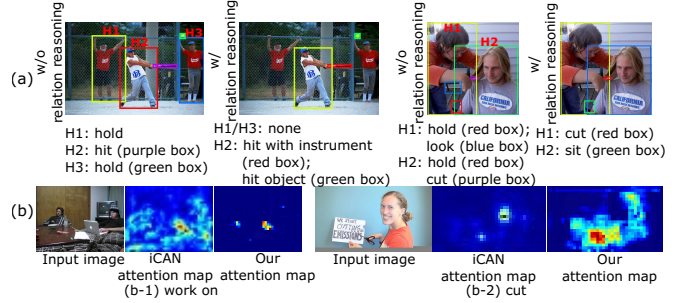 (a)
w/o
relation reasoning
H1
H2
H3
H1: hold
H2: hit (purple box)
H3: hold (green box)
w/
relation reasoning
H1/H3: none
H2: hit with instrument
(red box);
hit object (green box)
w/o
relation reasoning
H1
H2
CALIFORNIA
H1: hold (red box);
look (blue box)
H2: hold (red box)
cut (purple box)
w/
relation reasoning
CALIFORNIA
H1: cut (red box)
H2: sit (green box)
(b)
WE START
CUTTING
EMISSIONS
Input image
iCAN
attention map
Our
attention map
(b-1) work on
Input image
iCAN
attention map
Our
attention map
(b-2) cut